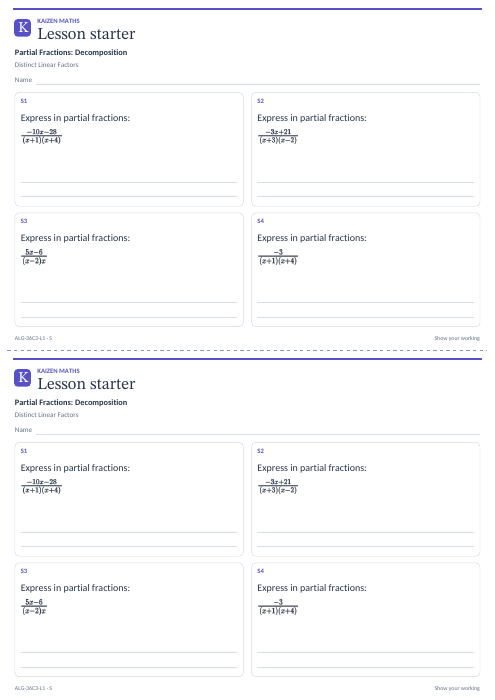 K
KAIZEN MATHS
Lesson starter
Partial Fractions: Decomposition
Distinct Linear Factors
Name
S1
Express in partial fractions:
−10x−28
(x+1)(x+4)
S2
Express in partial fractions:
−3x+21
(x+3)(x−2)
S3
Express in partial fractions:
5x−6
(x−2)x
S4
Express in partial fractions:
−3
(x+1)(x+4)
ALG-36C2-L1 · S
Show your working
K
KAIZEN MATHS
Lesson starter
Partial Fractions: Decomposition
Distinct Linear Factors
Name
S1
Express in partial fractions:
−10x−28
(x+1)(x+4)
S2
Express in partial fractions:
−3x+21
(x+3)(x−2)
S3
Express in partial fractions:
5x−6
(x−2)x
S4
Express in partial fractions:
−3
(x+1)(x+4)
ALG-36C2-L1 · S
Show your working